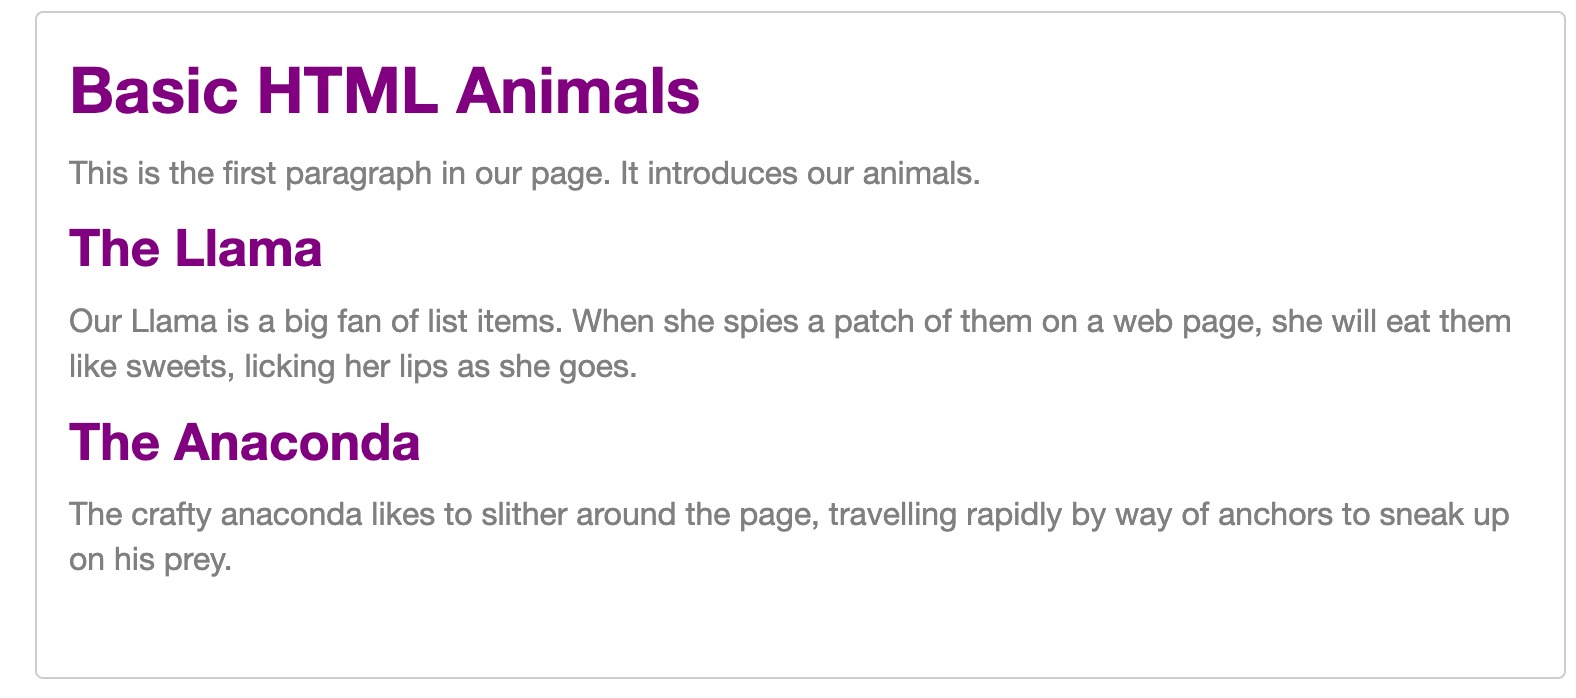 Basic HTML Animals
This is the first paragraph in our page. It introduces our animals.
The Llama
Our Llama is a big fan of list items. When she spies a patch of them on a web page, she will eat them
like sweets, licking her lips as she goes.
The Anaconda
The crafty anaconda likes to slither around the page, travelling rapidly by way of anchors to sneak up
on his prey.